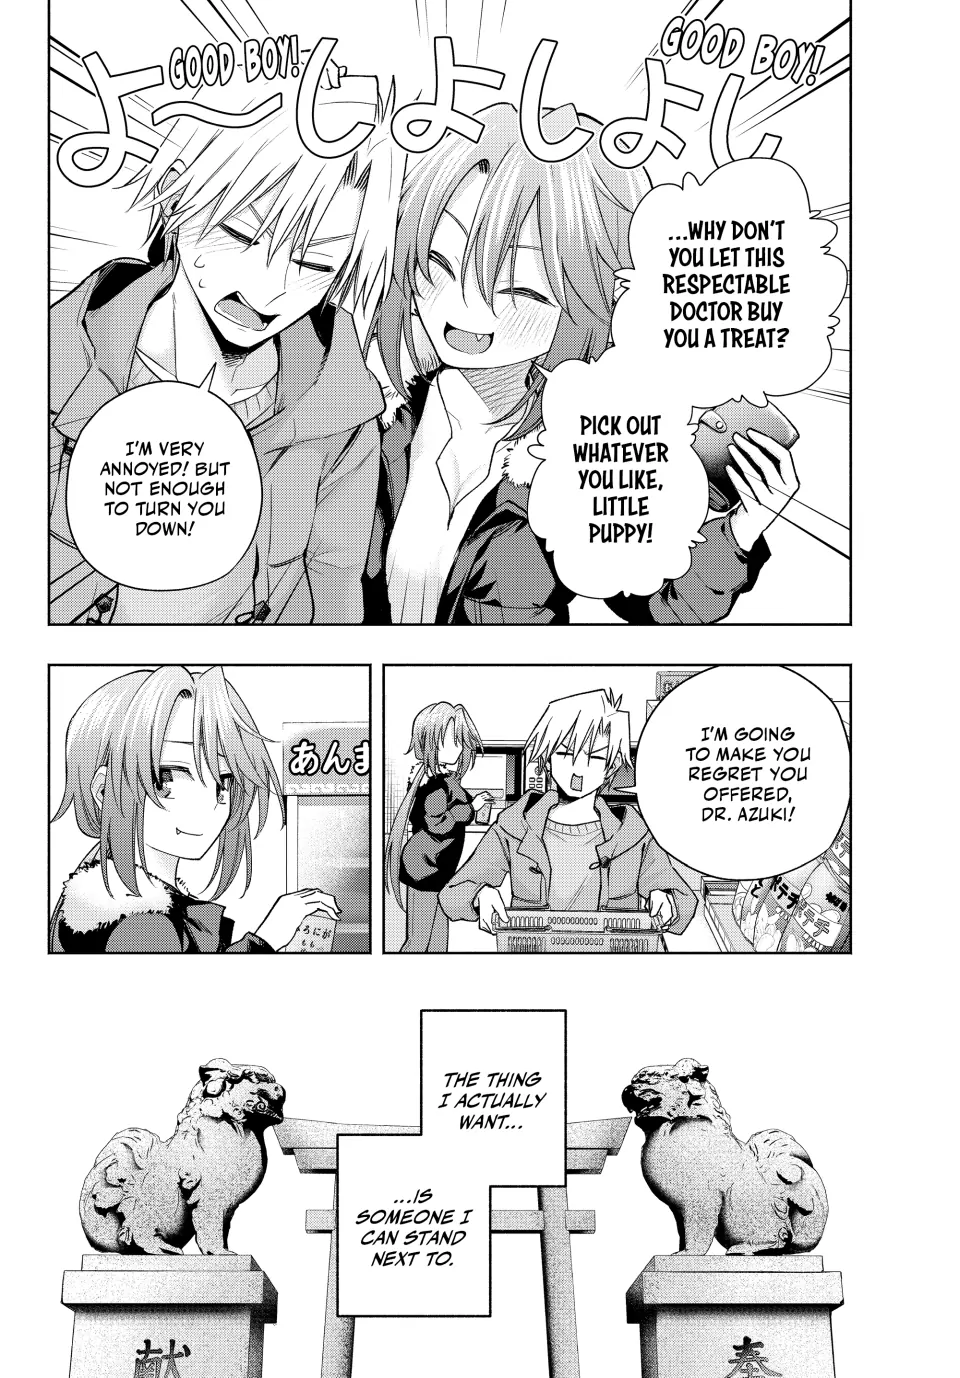 GOOD BOY!
GOOD BOY!
よ〜しよしよし
...WHY DON'T
YOU LET THIS
RESPECTABLE
DOCTOR BUY
YOU A TREAT?
PICK OUT
WHATEVER
YOU LIKE,
LITTLE
PUPPY!
I'M VERY
ANNOYED! BUT
NOT ENOUGH
TO TURN YOU
DOWN!
あんま
I'M GOING
TO MAKE YOU
REGRET YOU
OFFERED,
DR. AZUKI!
ポテチ
THE THING
I ACTUALLY
WANT...
...IS
SOMEONE I
CAN STAND
NEXT TO.
献
奉